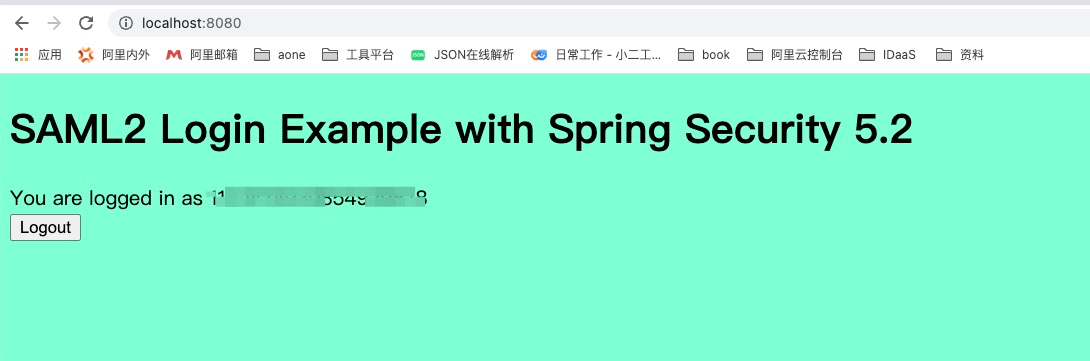 localhost:8080
应用 阿里内外 阿里邮箱 aone 工具平台 JSON在线解析 日常工作 - 小二工... book 阿里云控制台 IDaaS 资料
SAML2 Login Example with Spring Security 5.2
You are logged in as
Logout